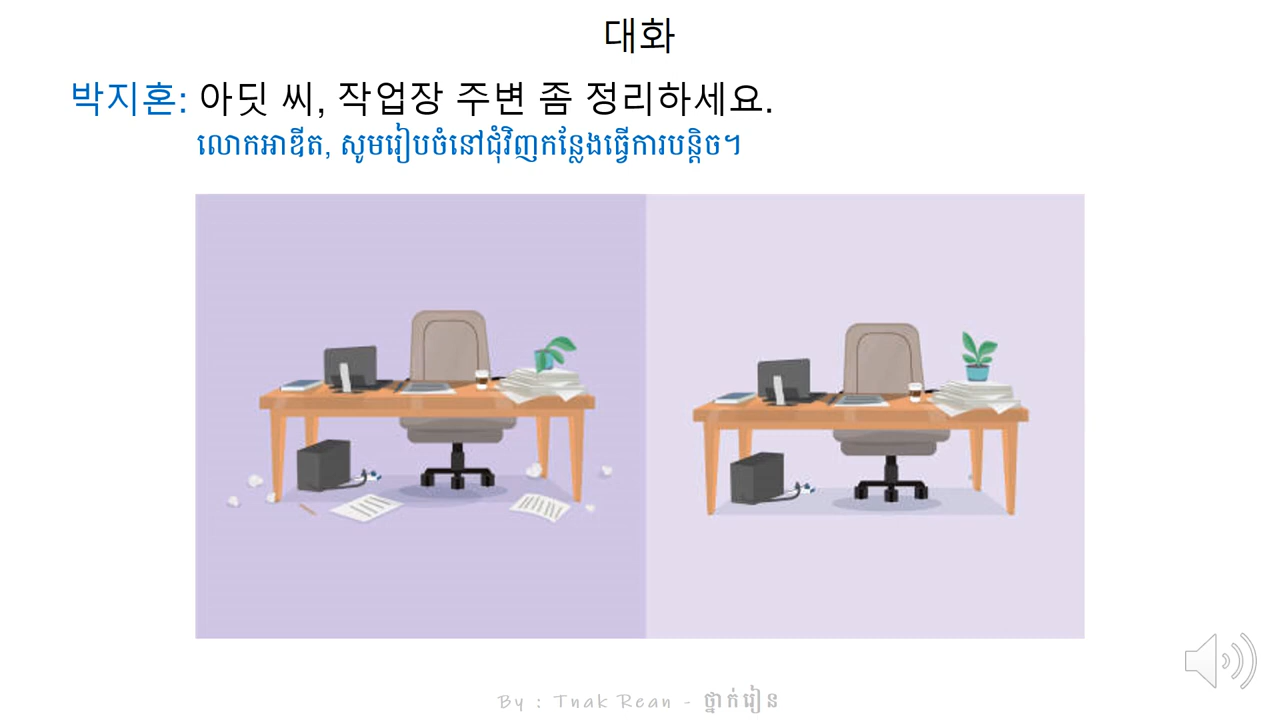 대화
박지혼: 아딧 씨, 작업장 주변 좀 정리하세요.
លោកអាឌីត, សូមរៀបចំនៅជុំវិញកន្លែងធ្វើការបន្តិច។
By : Tnak Rean - ថ្នាក់រៀន